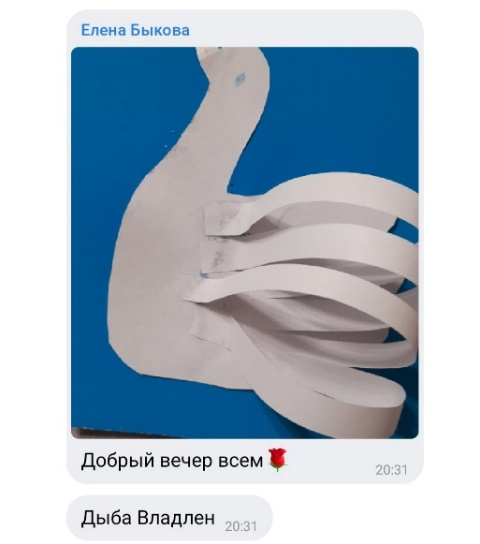 Елена Быкова
Добрый вечер всем🌹
20:31
Дыба Владлен 20:31